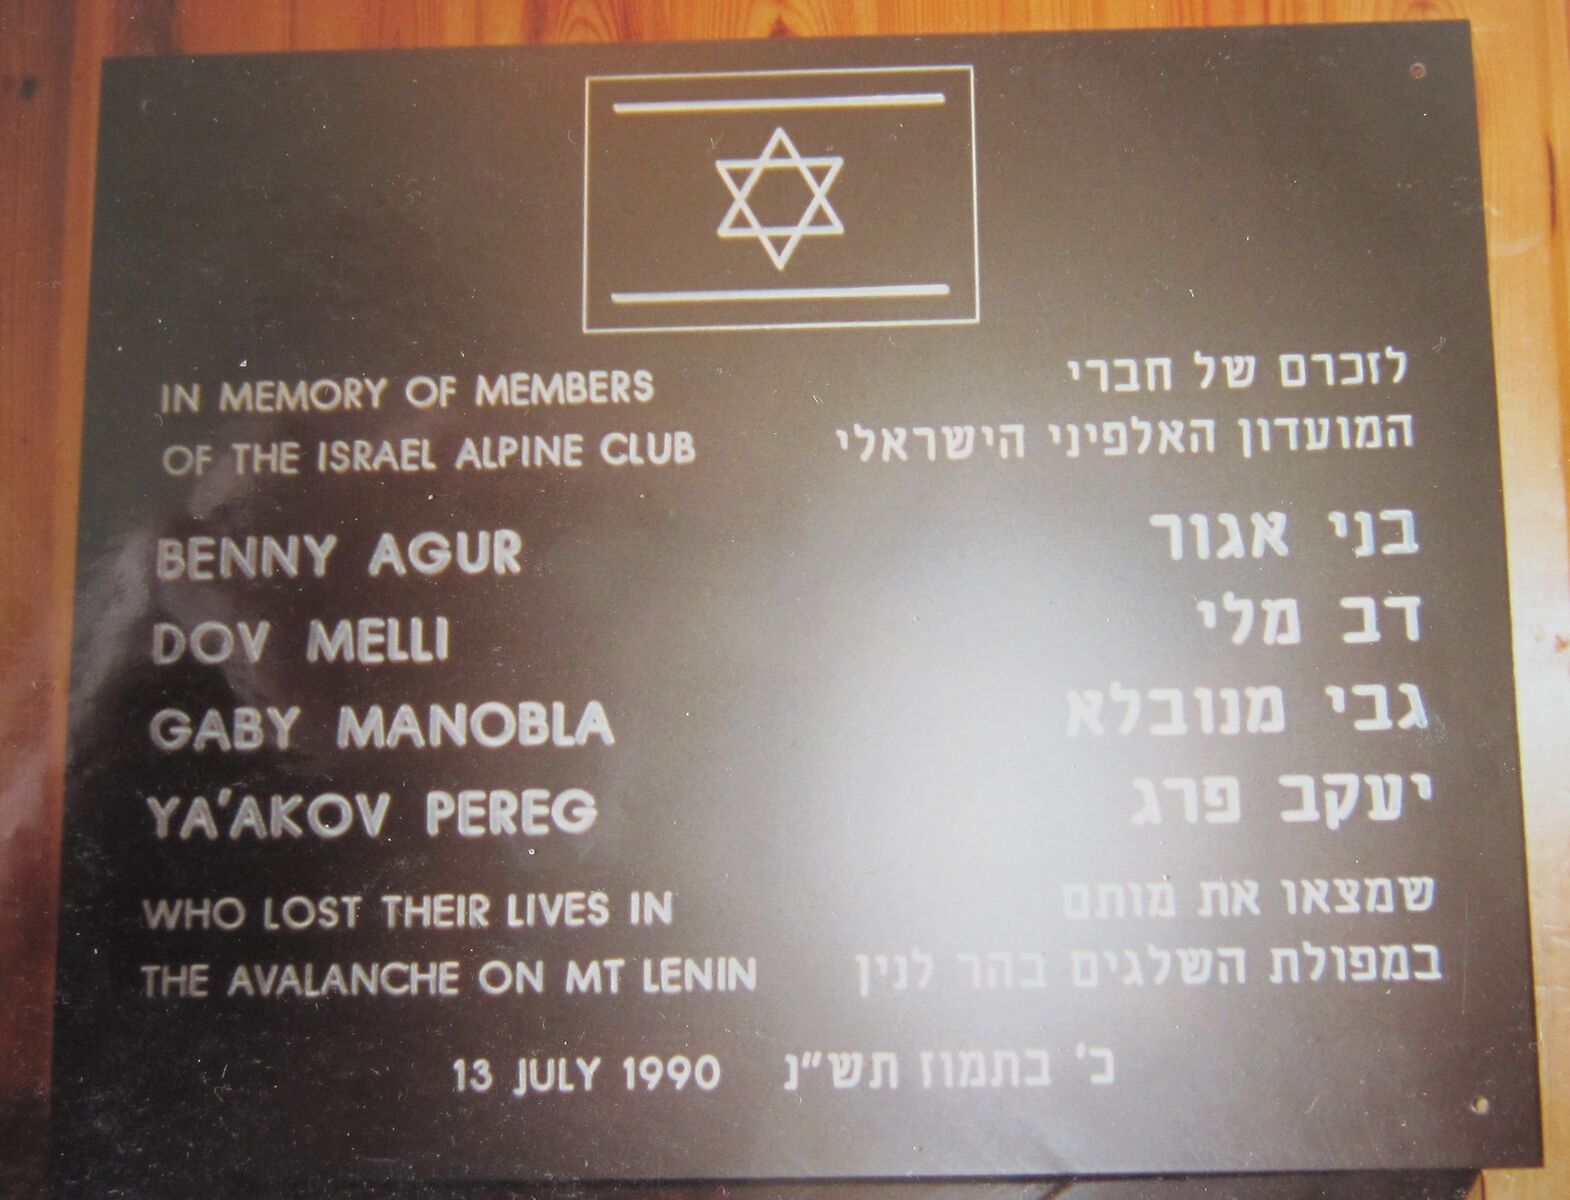 IN MEMORY OF MEMBERS
OF THE ISRAEL ALPINE CLUB
BENNY AGUR
DOV MELLI
GABY MANOBLA
YA'AKOV PEREG
WHO LOST THEIR LIVES IN
THE AVALANCHE ON MT LENIN
13 JULY 1990
לזכרם של חברי
המועדון האלפיני הישראלי
בני אגור
דב מלי
גבי מנובלא
יעקב פרג
שמצאו את מותם
במפולת השלגים בהר לנין
כ' בתמוז תש"נ